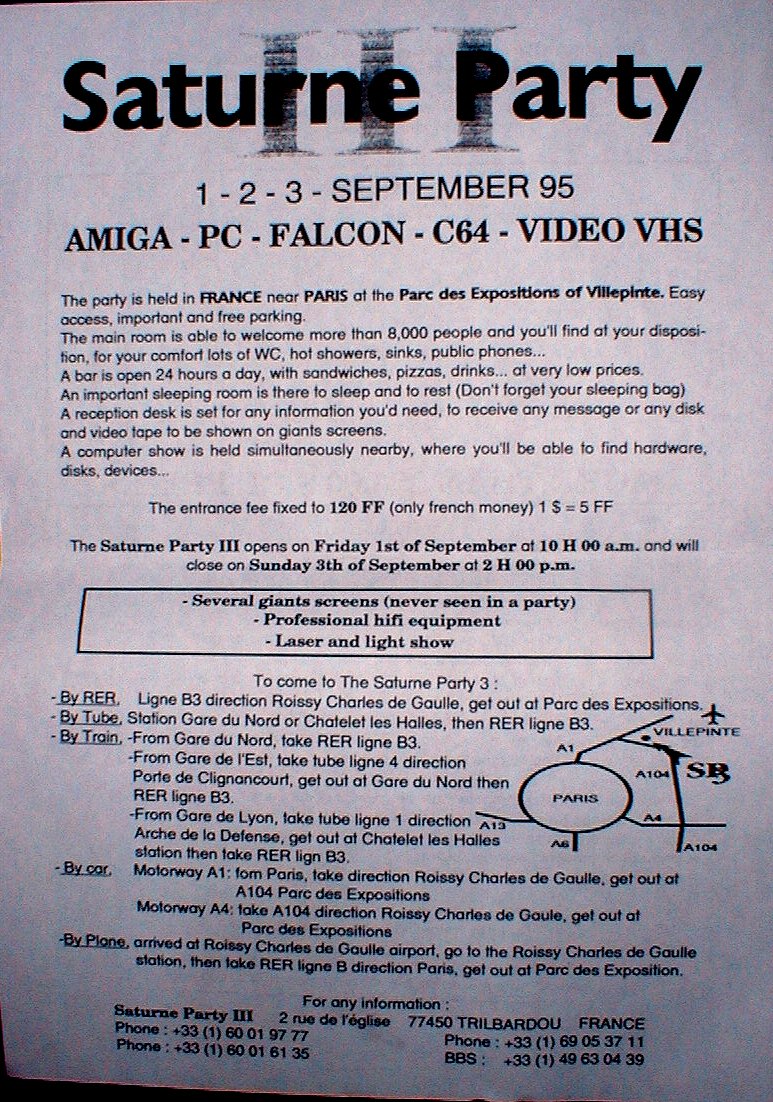 III
Saturne Party
1 - 2 - 3 - SEPTEMBER 95
AMIGA - PC - FALCON - C64 - VIDEO VHS
The party is held in FRANCE near PARIS at the Parc des Expositions of Villepinte. Easy
access, important and free parking.
The main room is able to welcome more than 8,000 people and you'll find at your disposi-
tion, for your comfort lots of WC, hot showers, sinks, public phones...
A bar is open 24 hours a day, with sandwiches, pizzas, drinks... at very low prices.
An important sleeping room is there to sleep and to rest (Don't forget your sleeping bag)
A reception desk is set for any information you'd need, to receive any message or any disk
and video tape to be shown on giants screens.
A computer show is held simultaneously nearby, where you'll be able to find hardware,
disks, devices...
The entrance fee fixed to 120 FF (only french money) 1 $ = 5 FF
The Saturne Party III opens on Friday 1st of September at 10 H 00 a.m. and will
close on Sunday 3th of September at 2 H 00 p.m.
- Several giants screens (never seen in a party)
- Professional hifi equipment
- Laser and light show
To come to The Saturne Party 3 :
- By RER, Ligne B3 direction Roissy Charles de Gaulle, get out at Parc des Expositions.
- By Tube, Station Gare du Nord or Chatelet les Halles, then RER ligne B3.
- By Train, -From Gare du Nord, take RER ligne B3.
-From Gare de l'Est, take tube ligne 4 direction
Porte de Clignancourt, get out at Gare du Nord then
RER ligne B3.
-From Gare de Lyon, take tube ligne 1 direction
Arche de la Defense, get out at Chatelet les Halles
station then take RER lign B3.
VILLEPINTE
A1
A104
SP3
PARIS
A13
A4
A6
A104
- By car, Motorway A1: fom Paris, take direction Roissy Charles de Gaulle, get out at
A104 Parc des Expositions
Motorway A4: take A104 direction Roissy Charles de Gaule, get out at
Parc des Expositions
-By Plane, arrived at Roissy Charles de Gaulle airport, go to the Roissy Charles de Gaulle
station, then take RER ligne B direction Paris, get out at Parc des Exposition.
For any information :
Saturne Party III 2 rue de l'église 77450 TRILBARDOU FRANCE
Phone : +33 (1) 60 01 97 77 Phone : +33 (1) 69 05 37 11
Phone : +33 (1) 60 01 61 35 BBS : +33 (1) 49 63 04 39